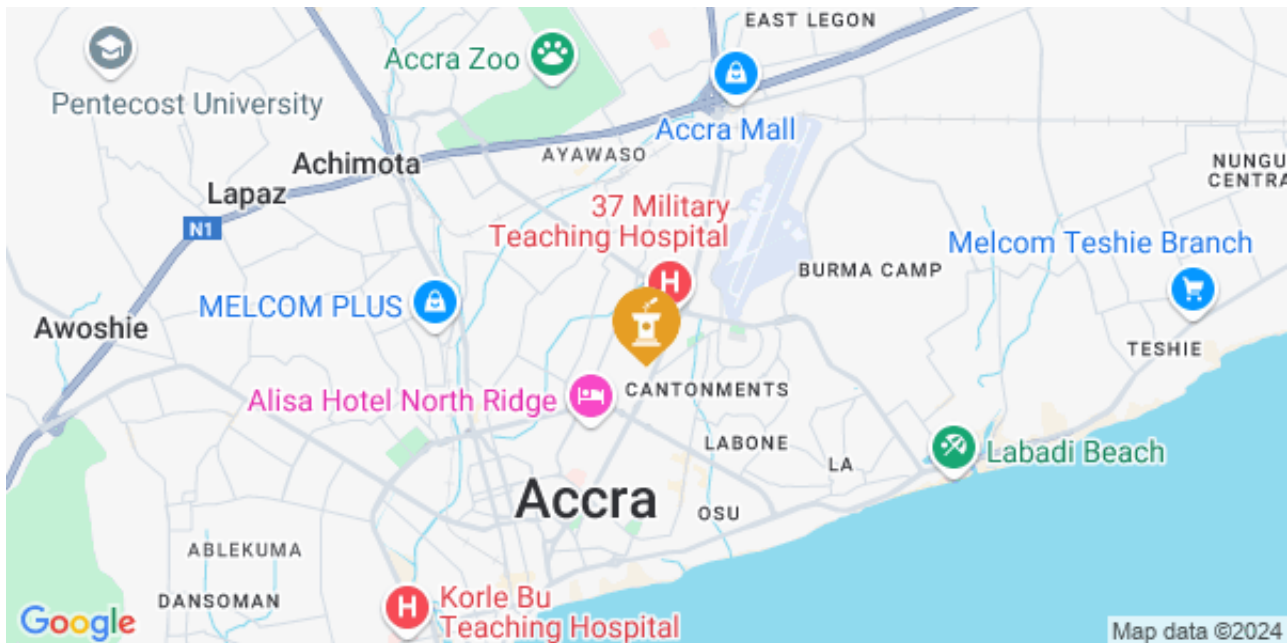 EAST LEGON
Accra Zoo
Pentecost University
Accra Mall
AYAWASO
Achimota
NUNGU
CENTRAL
Lapaz
37 Military
Teaching Hospital
N1
Melcom Teshie Branch
BURMA CAMP
H
MELCOM PLUS
Awoshie
TESHIE
CANTONMENTS
Alisa Hotel North Ridge
LABONE
Labadi Beach
LA
Accra
OSU
ABLEKUMA
DANSOMAN
H
Korle Bu
Teaching Hospital
Google
Map data ©2024